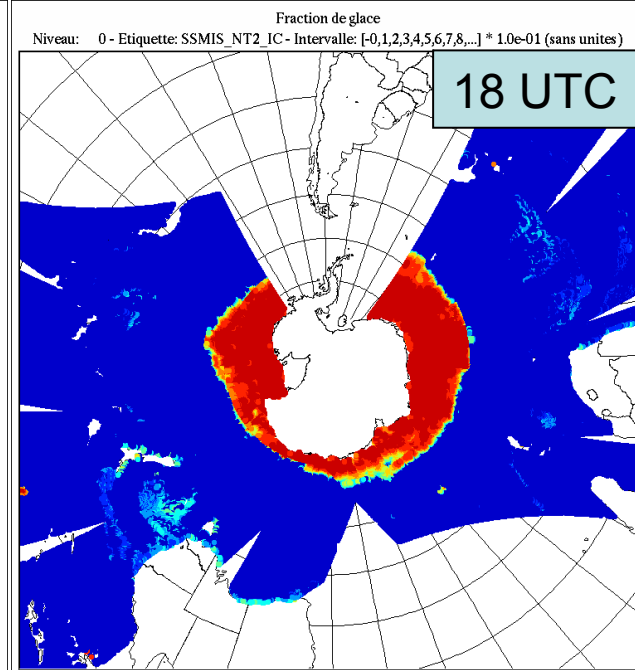 Fraction de glace
Niveau: 0 - Etiquette: SSMIS_NT2_IC - Intervalle: [-0,1,2,3,4,5,6,7,8,...] * 1.0e-01 (sans unites)
18 UTC